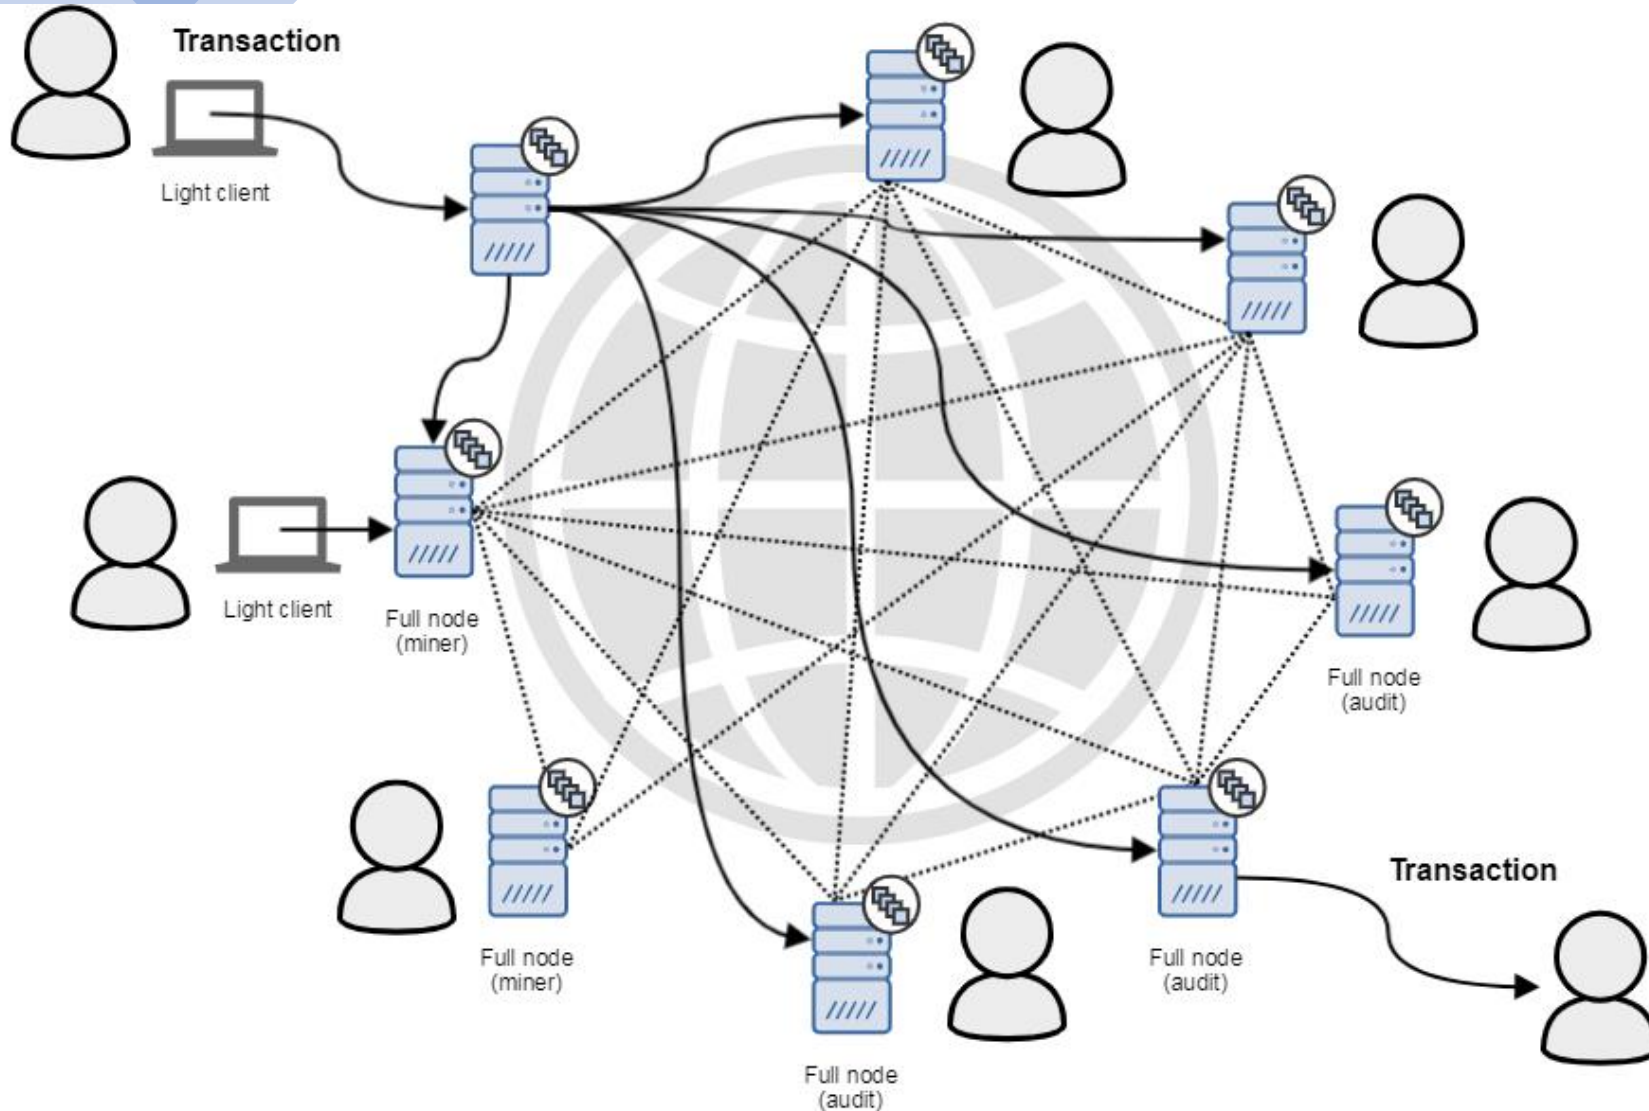 Transaction
Light client
Light client
Full node
(miner)
Full node
(audit)
Transaction
Full node
(miner)
Full node
(audit)
Full node
(audit)